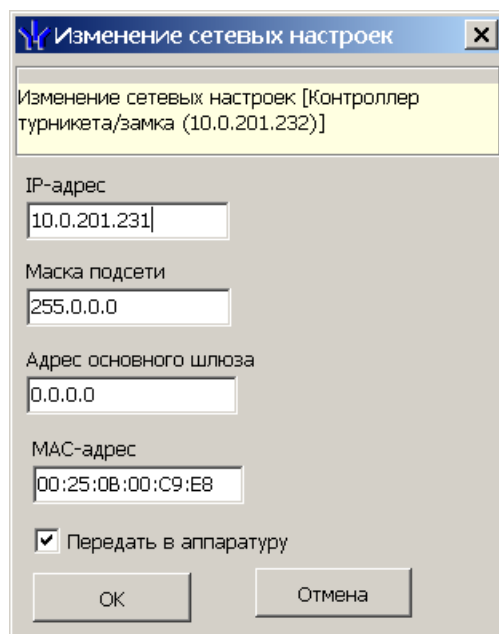 Изменение сетевых настроек
Изменение сетевых настроек [Контроллер
турникета/замка (10.0.201.232)]
IP-адрес
10.0.201.231
Маска подсети
255.0.0.0
Адрес основного шлюза
0.0.0.0
MAC-адрес
00:25:0B:00:C9:E8
Передать в аппаратуру
OK
Отмена